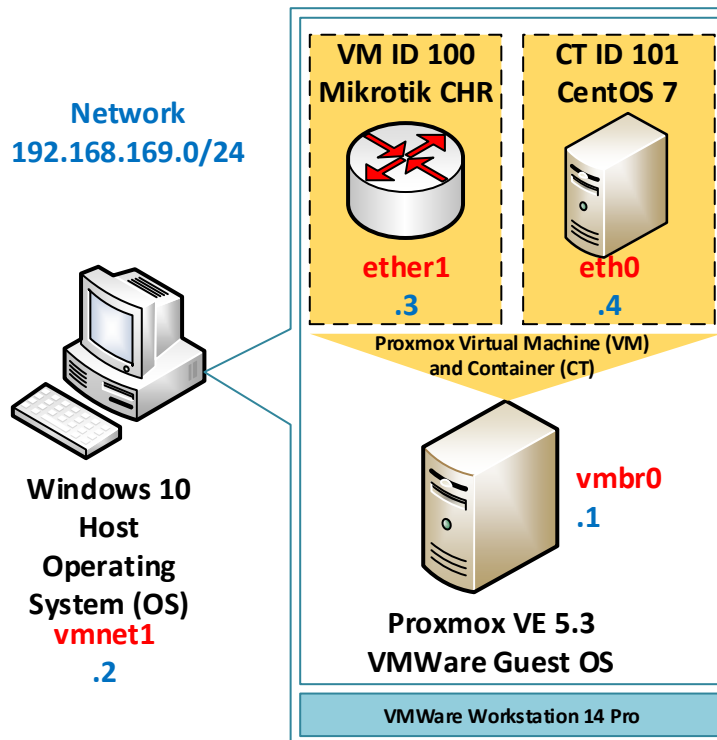 Network
192.168.169.0/24
VM ID 100
Mikrotik CHR
ether1
.3
CT ID 101
CentOS 7
eth0
.4
Proxmox Virtual Machine (VM)
and Container (CT)
vmbr0
.1
Proxmox VE 5.3
VMWare Guest OS
Windows 10
Host
Operating
System (OS)
vmnet1
.2
VMWare Workstation 14 Pro